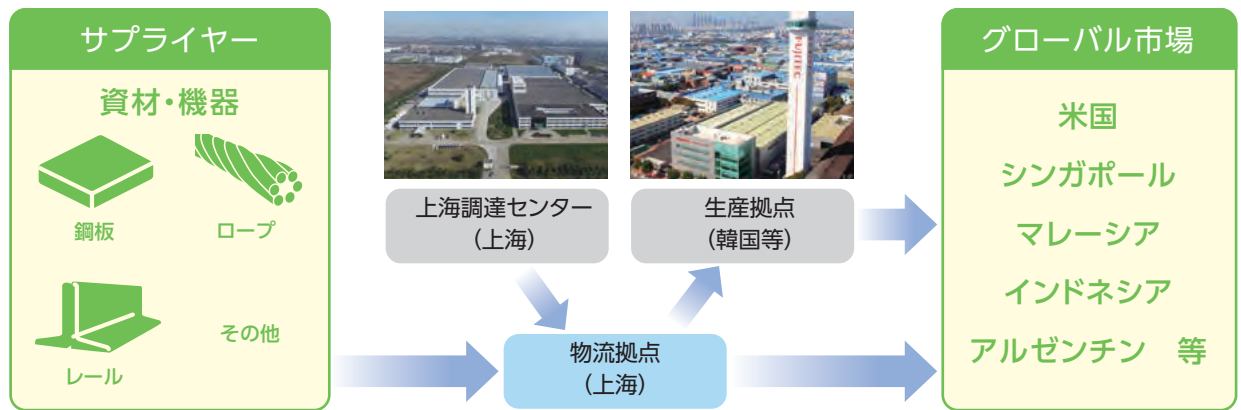 サプライヤー
資材・機器
鋼板
ロープ
レール
その他
FUJITEC
上海調達センター
(上海)
生産拠点
(韓国等)
物流拠点
(上海)
グローバル市場
米国
シンガポール
マレーシア
インドネシア
アルゼンチン 等